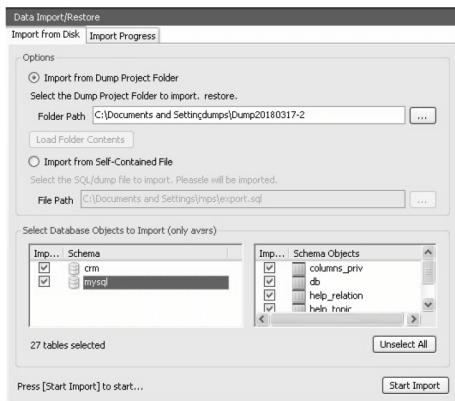 Data Import/Restore
Import from Disk Import Progress
Options
Import from Dump Project Folder
Select the Dump Project Folder to import. restore.
Folder Path C:\Documents and Settinçdumps\Dump20180317-2 ...
Load Folder Contents
Import from Self-Contained File
Select the SQL/dump file to import. Pleasele will be imported.
File Path C:\Documents and Settings\mps\export.sql ...
Select Database Objects to Import (only avsrs)
Imp... Schema
crm
mysql
Imp... Schema Objects
columns_priv
db
help_relation
help_topic
27 tables selected
Unselect All
Press [Start Import] to start...
Start Import